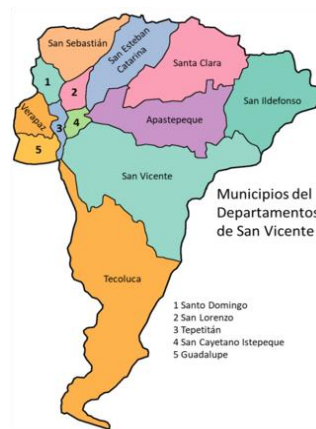 San Sebastián
San Esteban
Catarina
Santa Clara
San Ildefonso
1
2
Verapaz
3
4
Apastepeque
5
San Vicente
Municipios del
Departamentos
de San Vicente
Tecoluca
1 Santo Domingo
2 San Lorenzo
3 Tepetitán
4 San Cayetano Istepeque
5 Guadalupe